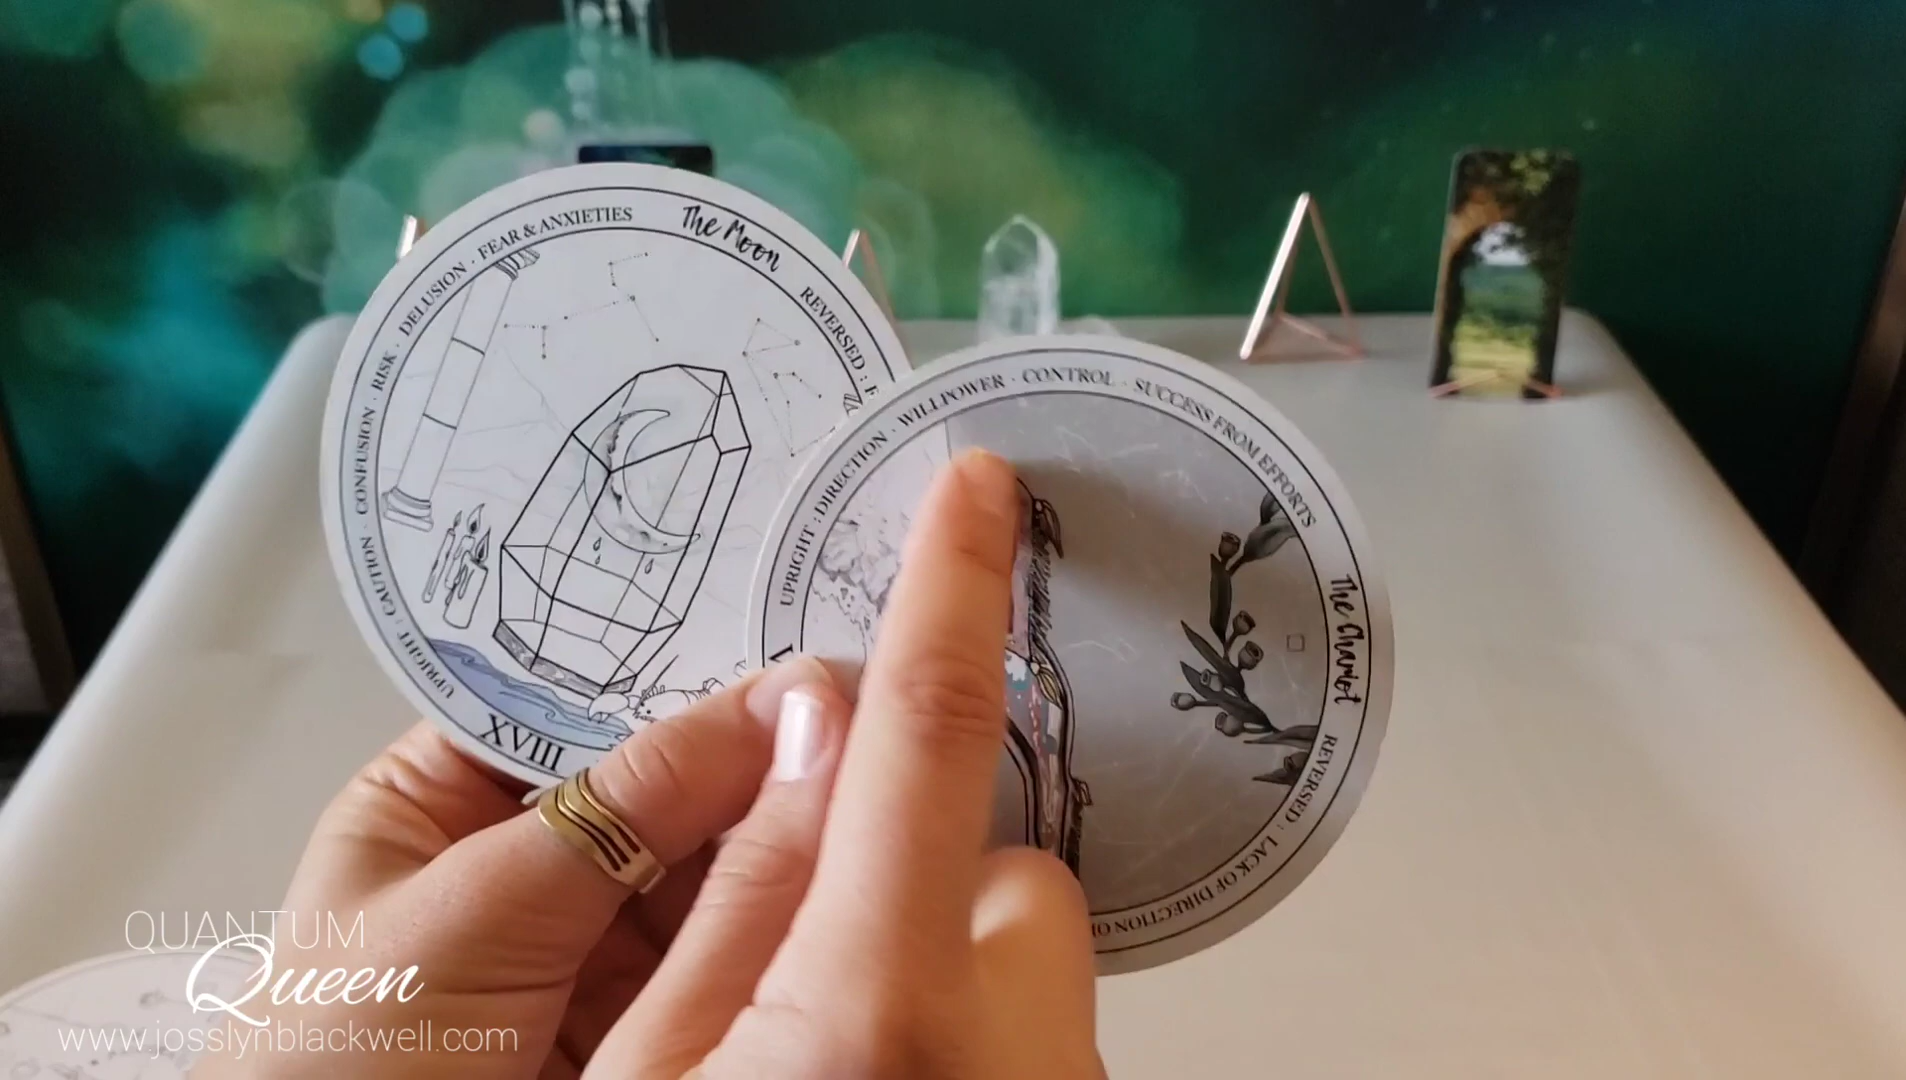 UPRIGHT : CAUTION · CONFUSION · RISK · DELUSION · FEAR & ANXIETIES
The Moon
REVERSED :
XVIII
UPRIGHT : DIRECTION · WILLPOWER · CONTROL · SUCCESS FROM EFFORTS
The Chariot
REVERSED : LACK OF DIRECTION
QUANTUM
Queen
www.josslynblackwell.com